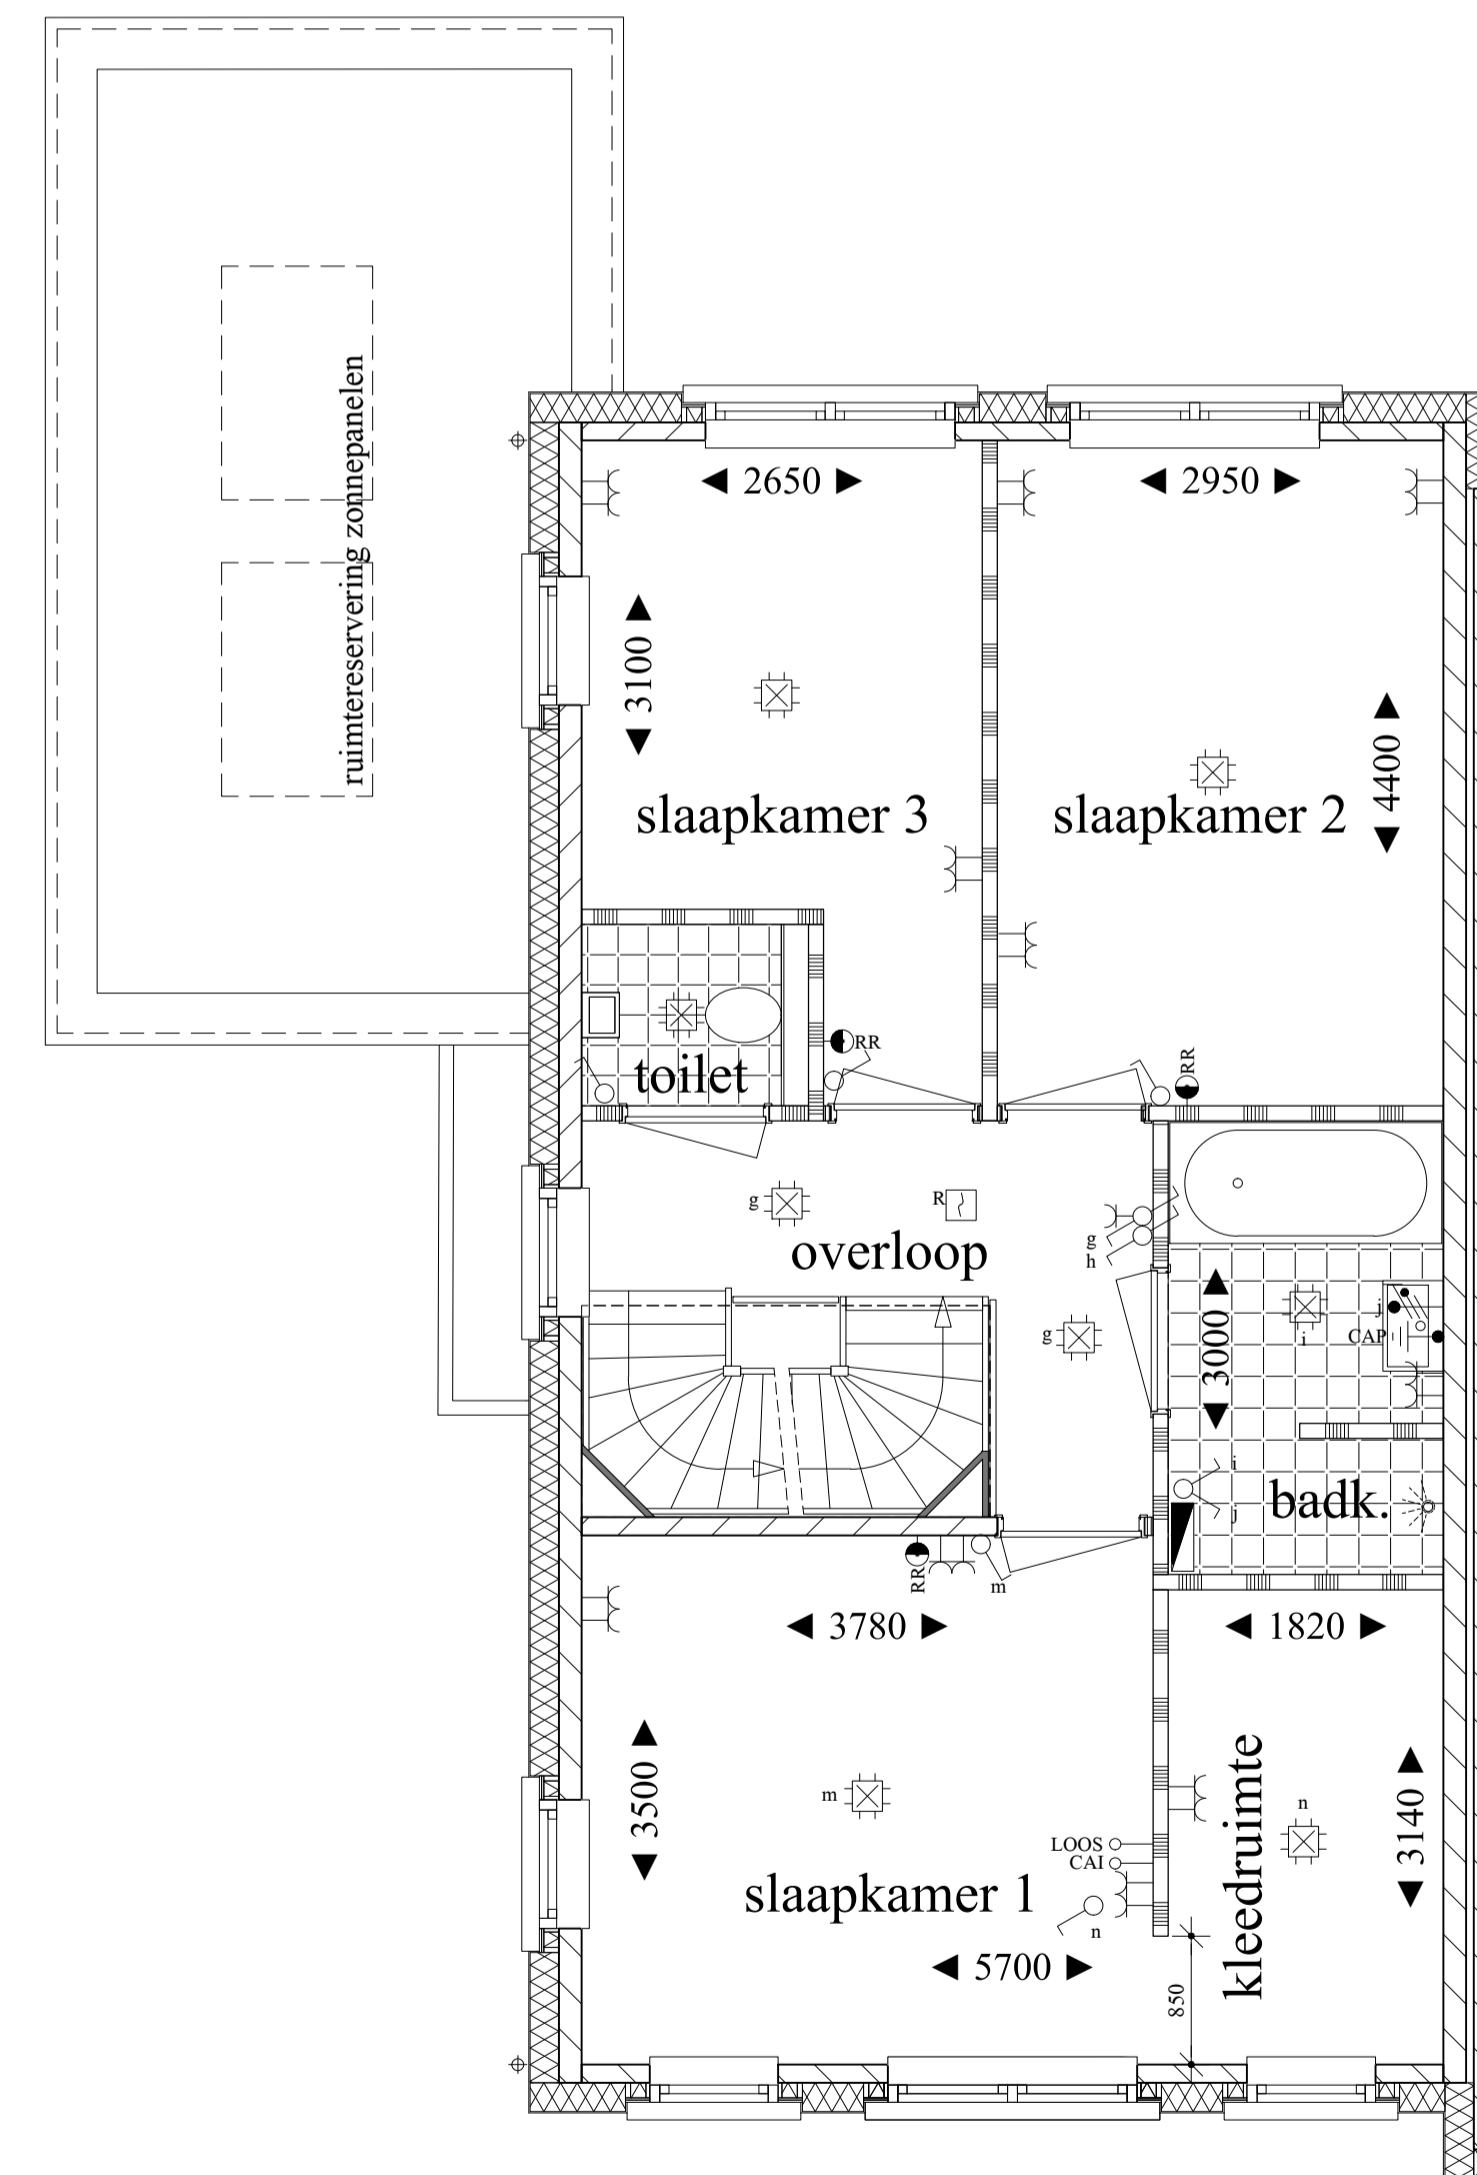 ruimtereservering zonnepanelen
2650
2950
3100
4400
slaapkamer 3
slaapkamer 2
toilet
RR
RR
g
R
g
h
overloop
g
3000
i
j
CAP
i
j
badk.
RR
m
3780
1820
3500
m
n
3140
kleedruimte
LOOS
CAI
slaapkamer 1
n
5700
850